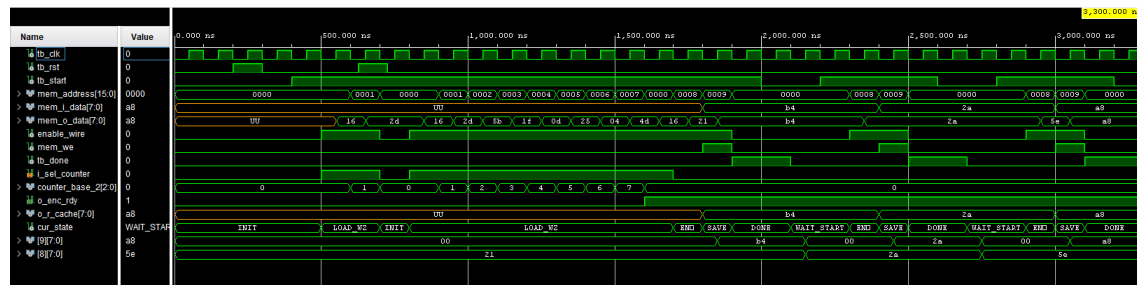 3,300.000 n
Name Value 0.000 ns 500.000 ns 1,000.000 ns 1,500.000 ns 2,000.000 ns 2,500.000 ns 3,000.000 ns
tb_clk 0
tb_rst 0
tb_start 0
mem_address[15:0] 0000 0000 0001 0000 0001 0002 0003 0004 0005 0006 0007 0000 0008 0009 0000 0008 0009 0000 0008 0009 0000
mem_i_data[7:0] a8 UU b4 2a a8
mem_o_data[7:0] a8 UU 16 2d 16 2d 5b 1f 0d 25 04 4d 16 21 b4 2a 5e a8
enable_wire 0
mem_we 0
tb_done 0
i_sel_counter 0
counter_base_2[2:0] 0 0 1 0 1 2 3 4 5 6 7 0
o_enc_rdy 1
o_r_cache[7:0] a8 UU b4 2a a8
cur_state WAIT_STAR INIT LOAD_WZ INIT LOAD_WZ END SAVE DONE WAIT_START END SAVE DONE WAIT_START END SAVE DONE
[9][7:0] a8 00 b4 00 2a 00 a8
[8][7:0] 5e 21 2a 5e